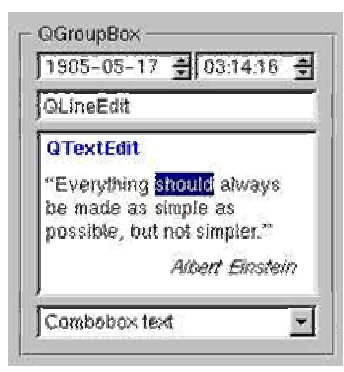 QGroupBox
1905-05-17 03:14:16
QLineEdit
QTextEdit
“Everything should always
be made as simple as
possible, but not simpler.”
Albert Einstein
Combobox text